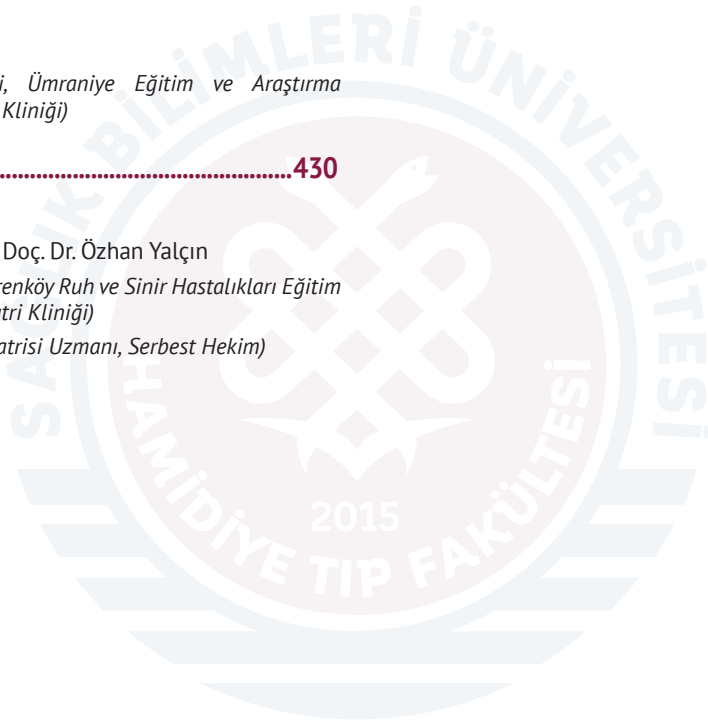 i, Ümraniye Eğitim ve Araştırma
Kliniği)
..................................................430
Doç. Dr. Özhan Yalçın
renköy Ruh ve Sinir Hastalıkları Eğitim
tri Kliniği)
atrisi Uzmanı, Serbest Hekim)
SAĞLIK BİLİMLERİ ÜNİVERSİTESİ
HAMİDİYE TIP FAKÜLTESİ
2015